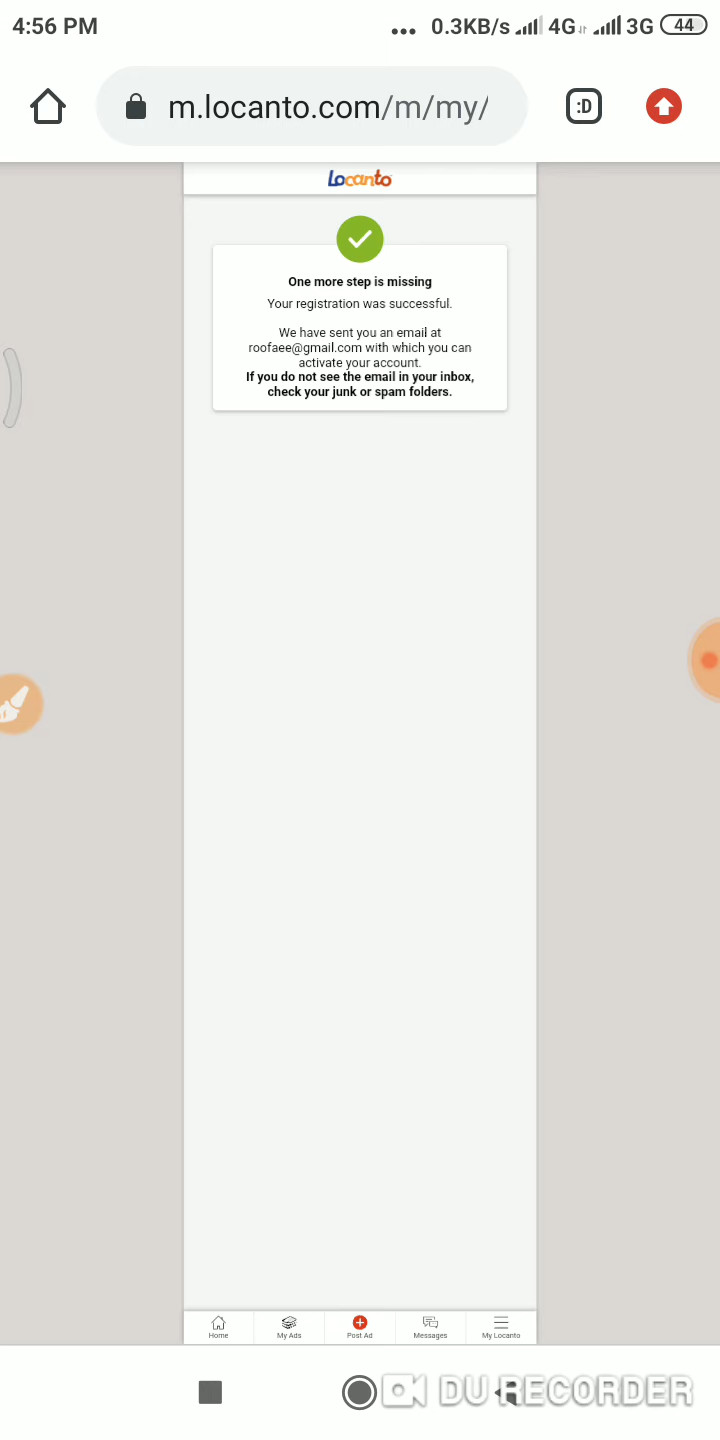 4:56 PM ... 0.3KB/s 4G 3G 44
m.locanto.com/m/my/
:D
Locanto
One more step is missing
Your registration was successful.
We have sent you an email at
roofaee@gmail.com with which you can
activate your account.
If you do not see the email in your inbox,
check your junk or spam folders.
Home My Ads Post Ad Messages My Locanto
DU RECORDER